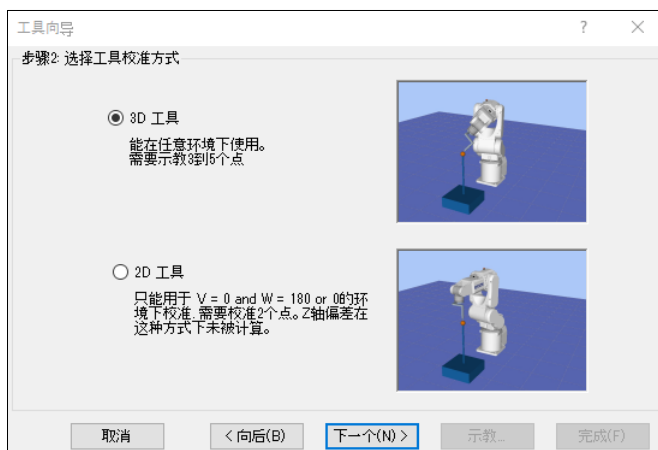 工具向导
步骤2: 选择工具校准方式
3D 工具
能在任意环境下使用。
需要示教3到5个点
2D 工具
只能用于 V = 0 and W = 180 or 0的环
境下校准.需要校准2个点。Z轴偏差在
这种方式下未被计算。
取消
< 向后(B)
下一个(N) >
示教...
完成(F)